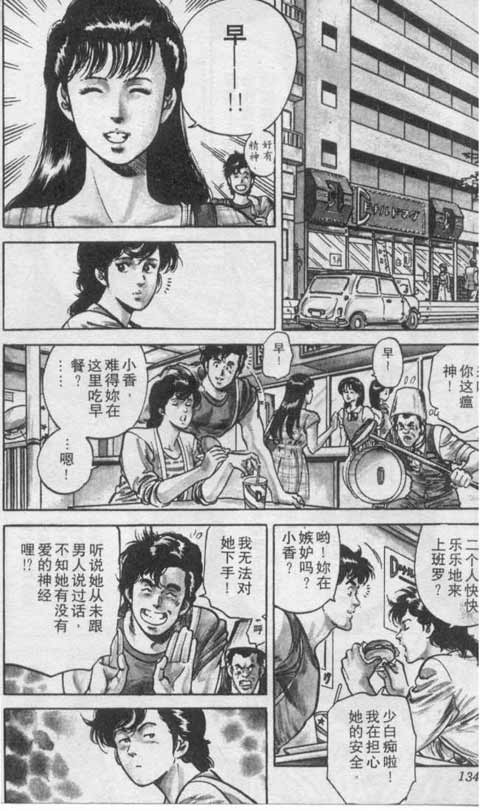 早——!!
好有
精神
你这瘟
神！
早～
早～
小香，
难得妳在
这里吃早
餐？
……嗯！
二个人快快
乐乐地来
上班罗？
哟！妳在
嫉妒吗？
小香？
少白痴啦！
我在担心
她的安全。
我无法对
她下手！
哼
听说她从未跟
男人说过话，
不知她有没有
爱的神经
哩!?
134